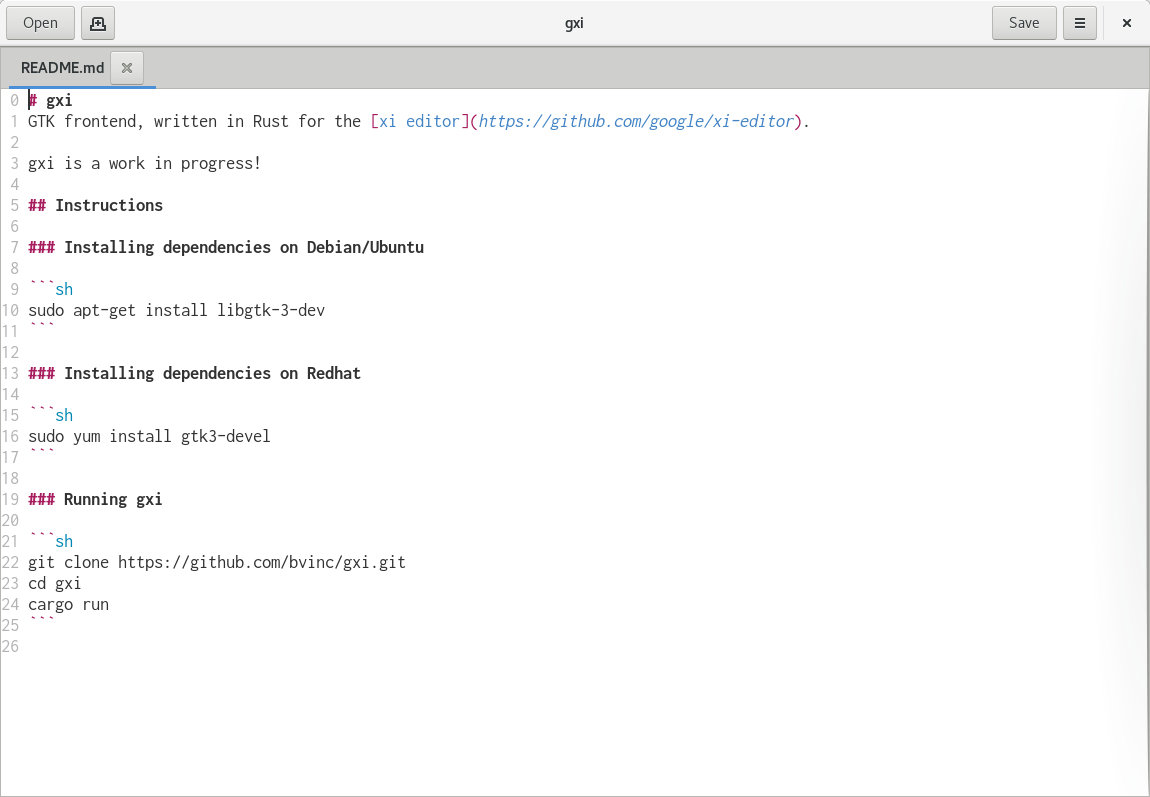 Open
gxi
Save
README.md
0 # gxi
1 GTK frontend, written in Rust for the [xi editor](https://github.com/google/xi-editor).
2
3 gxi is a work in progress!
4
5 ## Instructions
6
7 ### Installing dependencies on Debian/Ubuntu
8
9 ```sh
10 sudo apt-get install libgtk-3-dev
11 ```
12
13 ### Installing dependencies on Redhat
14
15 ```sh
16 sudo yum install gtk3-devel
17 ```
18
19 ### Running gxi
20
21 ```sh
22 git clone https://github.com/bvinc/gxi.git
23 cd gxi
24 cargo run
25 ```
26